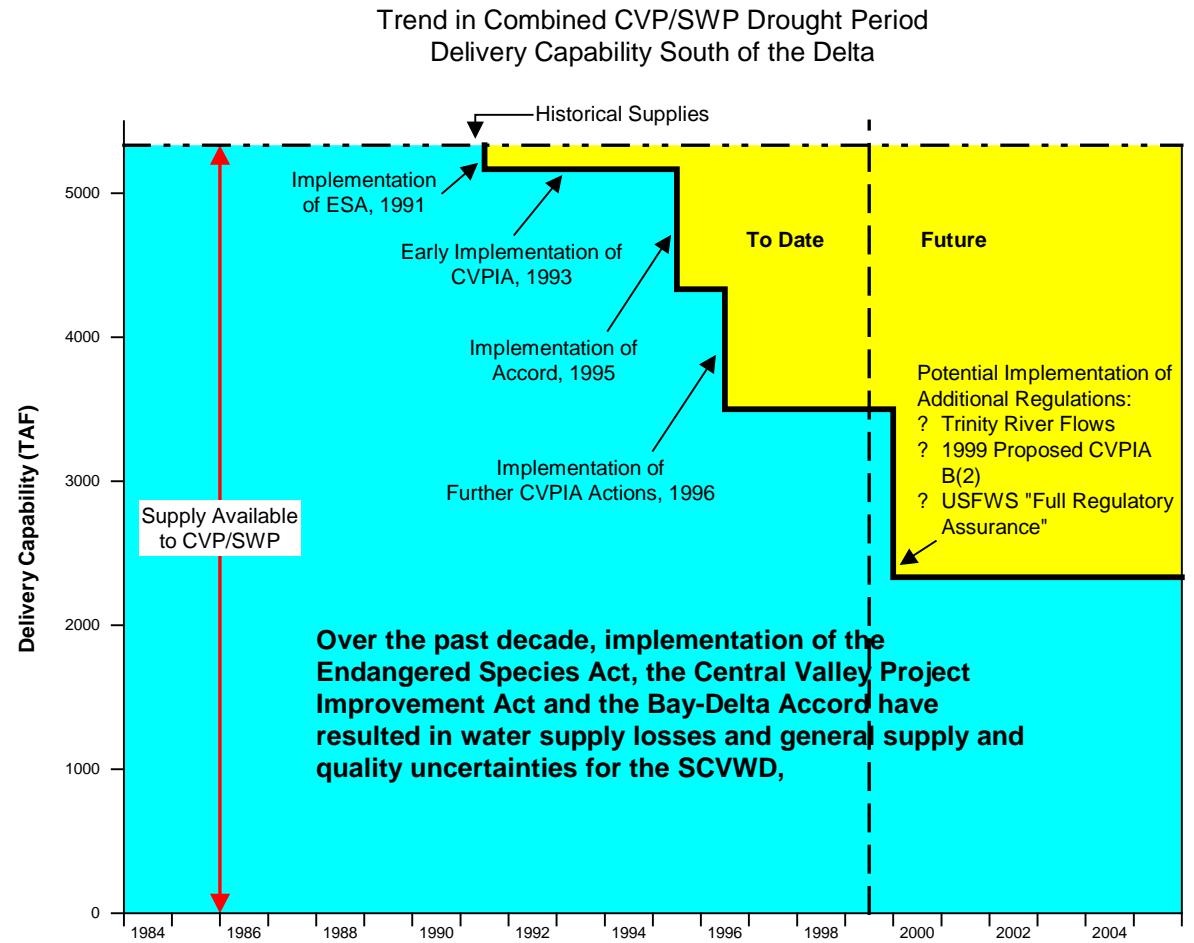 Trend in Combined CVP/SWP Drought Period
Delivery Capability South of the Delta
Historical Supplies
Implementation
of ESA, 1991
Early Implementation of
CVPIA, 1993
To Date
Future
Implementation of
Accord, 1995
Potential Implementation of
Additional Regulations:
? Trinity River Flows
? 1999 Proposed CVPIA
B(2)
? USFWS "Full Regulatory
Assurance"
Implementation of
Further CVPIA Actions, 1996
Supply Available
to CVP/SWP
Over the past decade, implementation of the
Endangered Species Act, the Central Valley Project
Improvement Act and the Bay-Delta Accord have
resulted in water supply losses and general supply and
quality uncertainties for the SCVWD,
Delivery Capability (TAF)
5000
4000
3000
2000
1000
0
1984 1986 1988 1990 1992 1994 1996 1998 2000 2002 2004